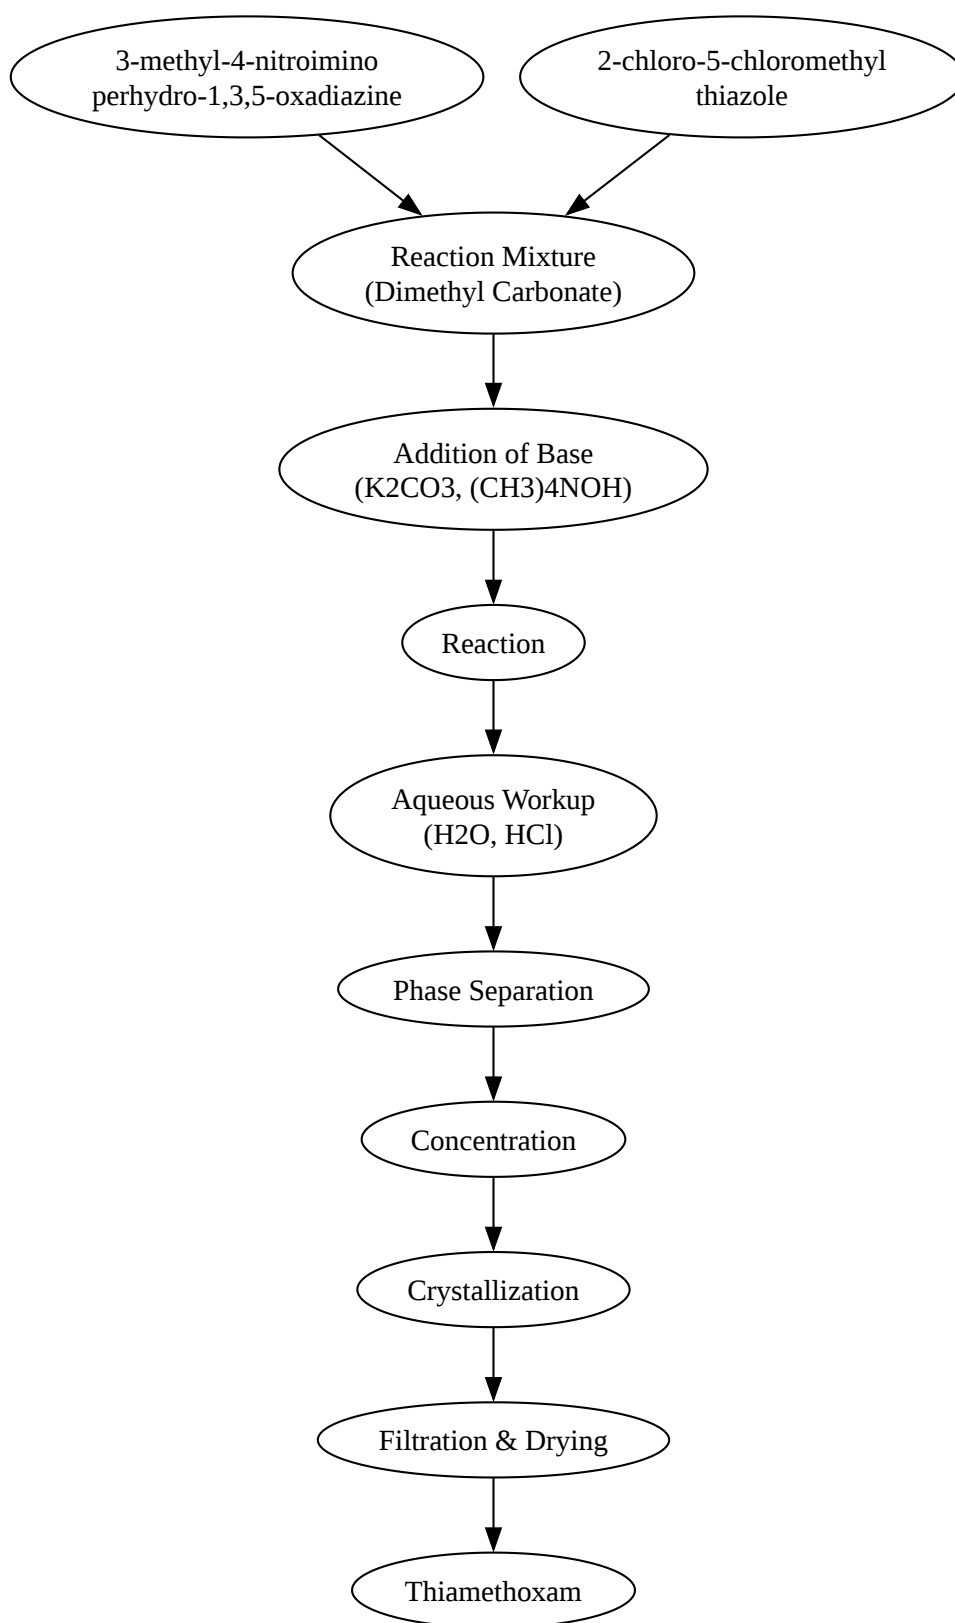 3-methyl-4-nitroimino
perhydro-1,3,5-oxadiazine
2-chloro-5-chloromethyl
thiazole
Reaction Mixture
(Dimethyl Carbonate)
Addition of Base
(K2CO3, (CH3)4NOH)
Reaction
Aqueous Workup
(H2O, HCl)
Phase Separation
Concentration
Crystallization
Filtration & Drying
Thiamethoxam